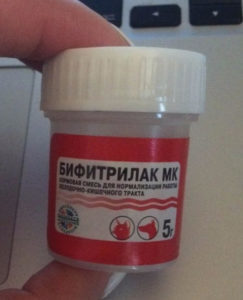 БИФИТРИЛАК МК
КОРМОВАЯ СМЕСЬ ДЛЯ НОРМАЛИЗАЦИИ РАБОТЫ
ЖЕЛУДОЧНО-КИШЕЧНОГО ТРАКТА
5г